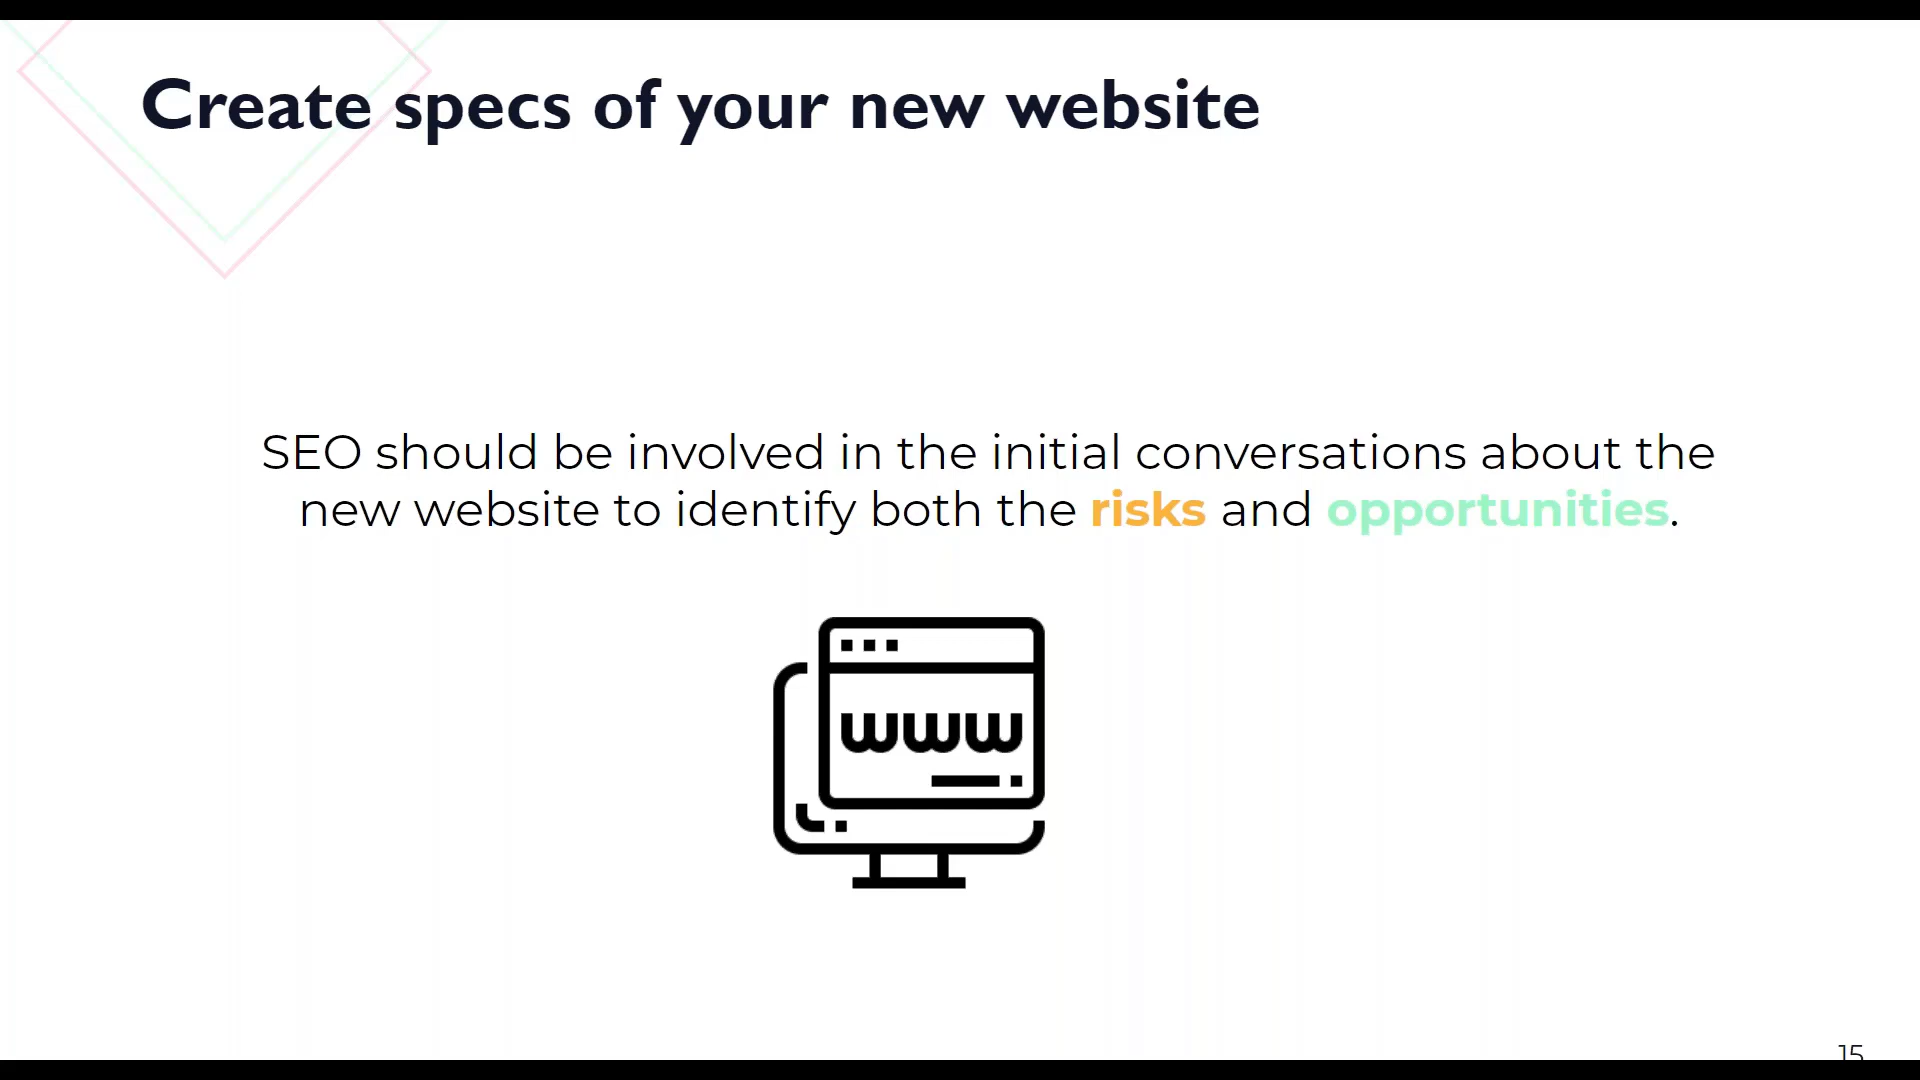 Create specs of your new website
SEO should be involved in the initial conversations about the
new website to identify both the risks and opportunities.
www
15